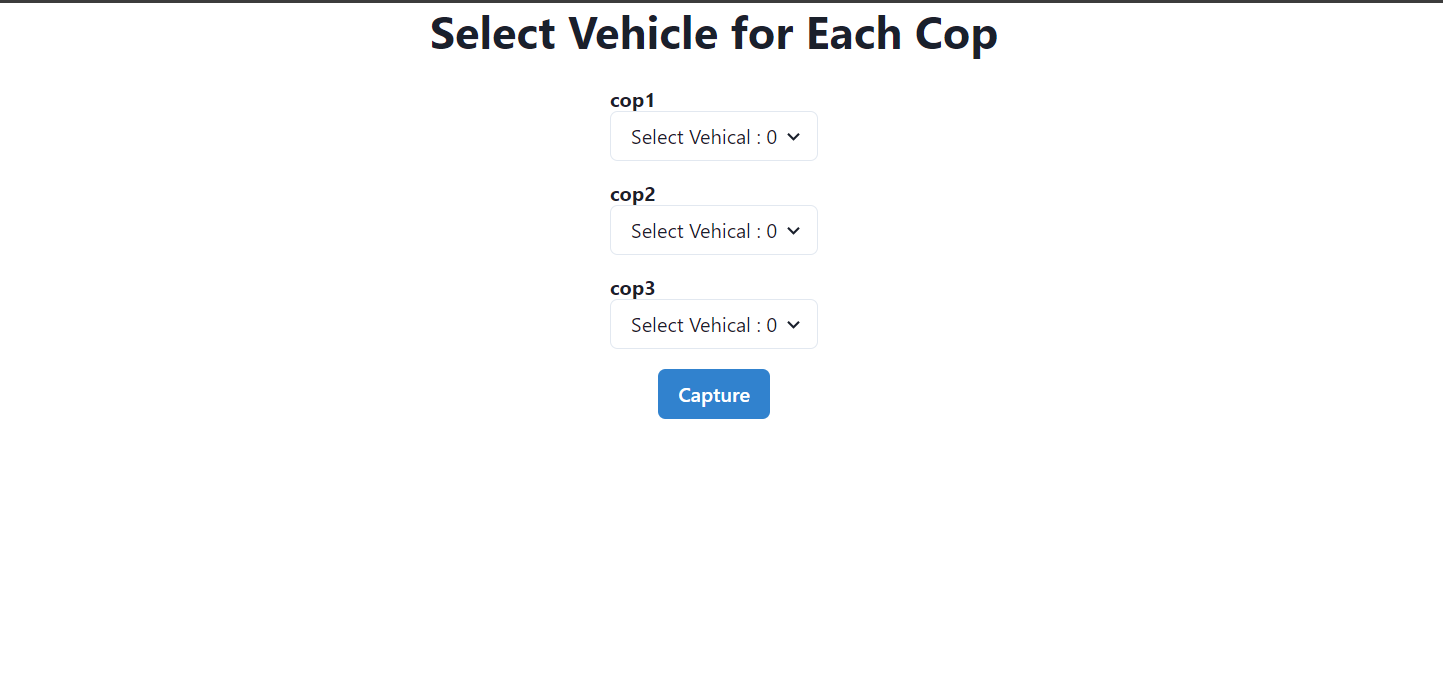 Select Vehicle for Each Cop
cop1
Select Vehical : 0
cop2
Select Vehical : 0
cop3
Select Vehical : 0
Capture